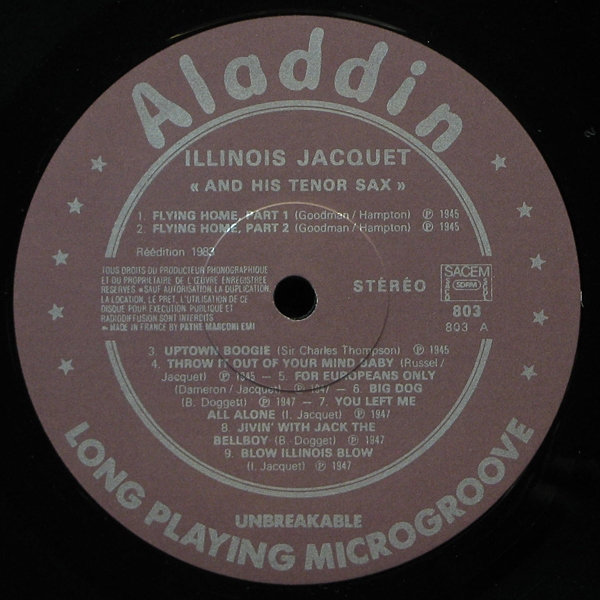 Aladdin
ILLINOIS JACQUET
« AND HIS TENOR SAX »
1. FLYING HOME, PART 1 (Goodman / Hampton) Ⓟ 1945
2. FLYING HOME, PART 2 (Goodman / Hampton) Ⓟ 1945
Réédition 1983
TOUS DROITS DU PRODUCTEUR PHONOGRAPHIQUE
ET DU PROPRIETAIRE DE L'ŒUVRE ENREGISTREE
RESERVES «SAUF AUTORISATION LA DUPLICATION
LA LOCATION, LE PRET, L'UTILISATION DE CE
DISQUE POUR EXECUTION PUBLIQUE ET
RADIODIFFUSION SONT INTERDITS
MADE IN FRANCE BY PATHE MARCONI EMI
STÉRÉO
SACEM
SDRM
803
803 A
3. UPTOWN BOOGIE (Sir Charles Thompson) Ⓟ 1945
4. THROW IT OUT OF YOUR MIND BABY (Russel /
Jacquet) Ⓟ 1945 — 5. FOR EUROPEANS ONLY
(Dameron / Jacquet) Ⓟ 1947 — 6. BIG DOG
(B. Doggett) Ⓟ 1947 — 7. YOU LEFT ME
ALL ALONE (I. Jacquet) Ⓟ 1947
8. JIVIN' WITH JACK THE
BELLBOY (B. Dogget) Ⓟ 1947
9. BLOW ILLINOIS BLOW
(I. Jacquet) Ⓟ 1947
UNBREAKABLE
LONG PLAYING MICROGROOVE